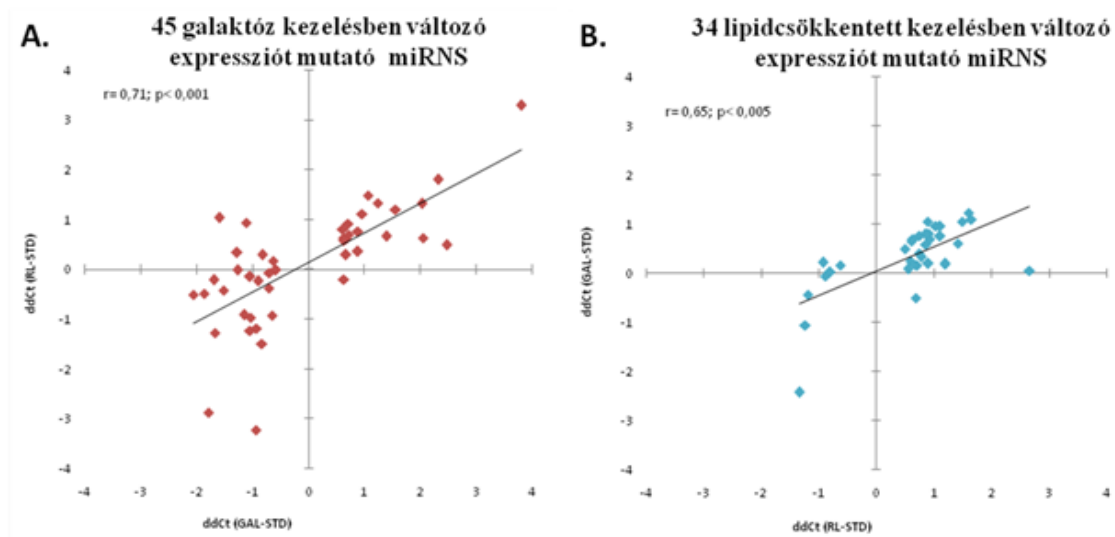 A.
45 galaktóz kezelésben változó
expressziót mutató miRNS
r= 0,71; p< 0,001
4
3
2
1
0
-1
-2
-3
-4
ddCt (RL-STD)
-4 -3 -2 -1 0 1 2 3 4
ddCt (GAL-STD)
B.
34 lipidcsökkentett kezelésben változó
expressziót mutató miRNS
r= 0,65; p< 0,005
4
3
2
1
0
-1
-2
-3
-4
ddCt (GAL-STD)
-4 -3 -2 -1 0 1 2 3 4
ddCt (RL-STD)